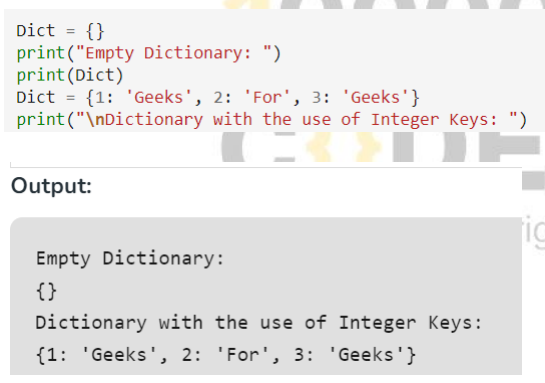 Dict = {}
print("Empty Dictionary: ")
print(Dict)
Dict = {1: 'Geeks', 2: 'For', 3: 'Geeks'}
print("\nDictionary with the use of Integer Keys: ")
Output:
Empty Dictionary:
{}
Dictionary with the use of Integer Keys:
{1: 'Geeks', 2: 'For', 3: 'Geeks'}